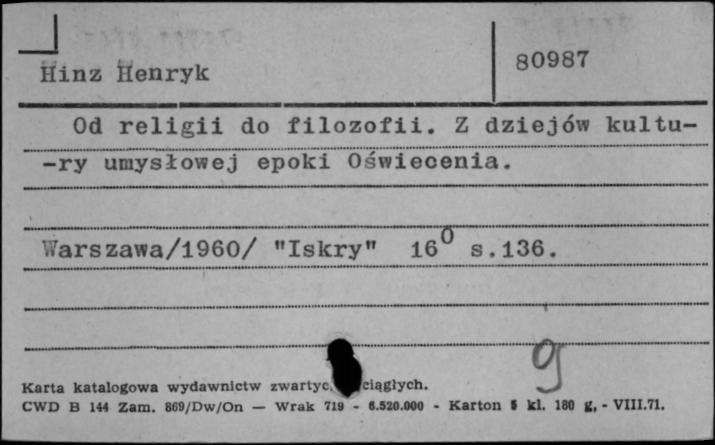 Hinz Henryk
80987
Od religii do filozofii. Z dziejów kultu-
-ry umysłowej epoki Oświecenia.
Warszawa/1960/ "Iskry" 16⁰ s.136.
g
Karta katalogowa wydawnictw zwartyc ciągłych.
CWD B 144 Zam. 869/Dw/On — Wrak 719 - 6.520.000 - Karton 5 kl. 180 g, - VIII.71.